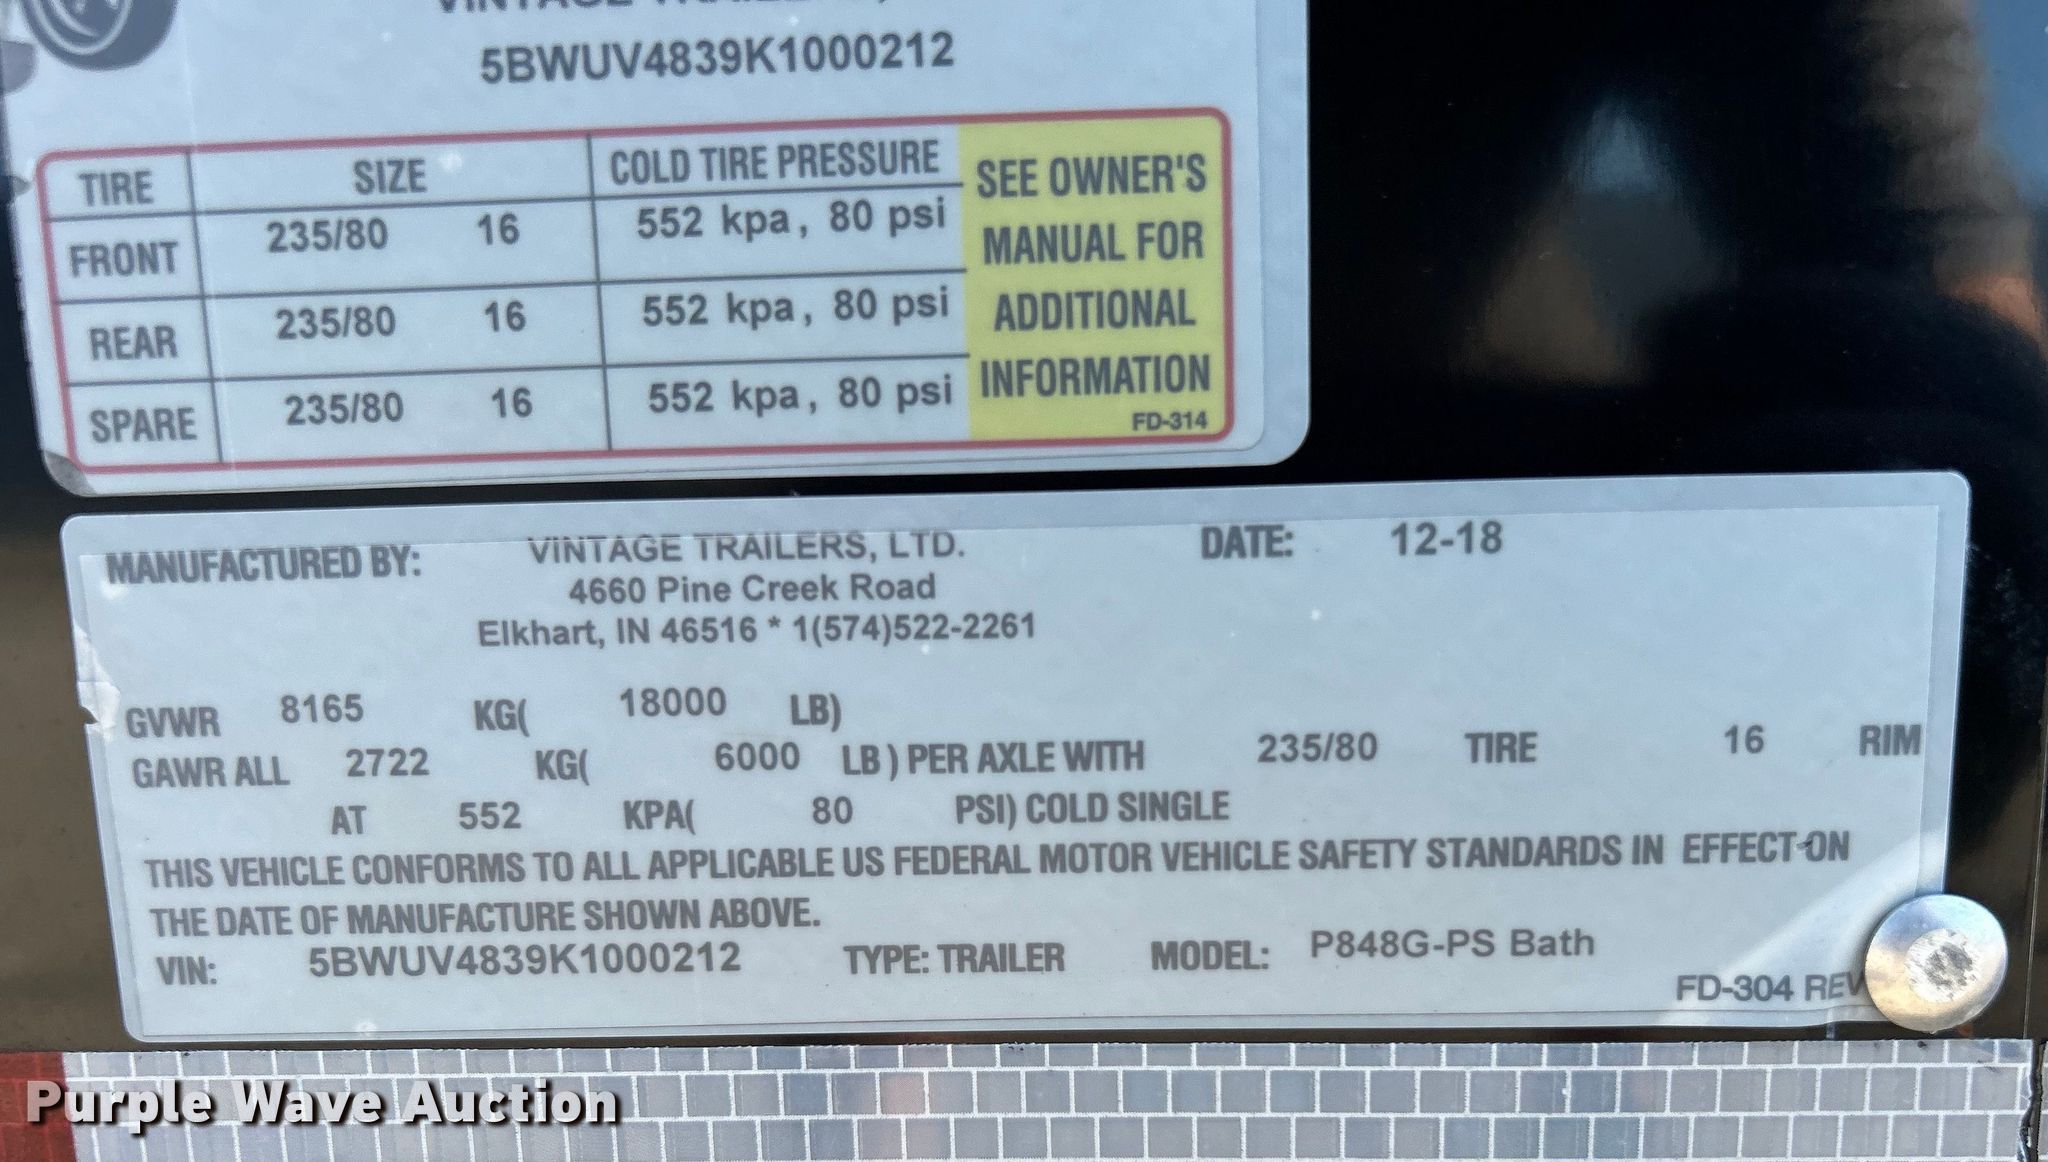 VINTAGE TRAILERS,
5BWUV4839K1000212
TIRE SIZE COLD TIRE PRESSURE
FRONT 235/80 16 552 kpa, 80 psi
REAR 235/80 16 552 kpa, 80 psi
SPARE 235/80 16 552 kpa, 80 psi
SEE OWNER'S
MANUAL FOR
ADDITIONAL
INFORMATION
FD-314
MANUFACTURED BY: VINTAGE TRAILERS, LTD. DATE: 12-18
4660 Pine Creek Road
Elkhart, IN 46516 * 1(574)522-2261
GVWR 8165 KG( 18000 LB)
GAWR ALL 2722 KG( 6000 LB) PER AXLE WITH 235/80 TIRE 16 RIM
AT 552 KPA( 80 PSI) COLD SINGLE
THIS VEHICLE CONFORMS TO ALL APPLICABLE US FEDERAL MOTOR VEHICLE SAFETY STANDARDS IN EFFECT ON
THE DATE OF MANUFACTURE SHOWN ABOVE.
VIN: 5BWUV4839K1000212 TYPE: TRAILER MODEL: P848G-PS Bath
FD-304 REV
Purple Wave Auction